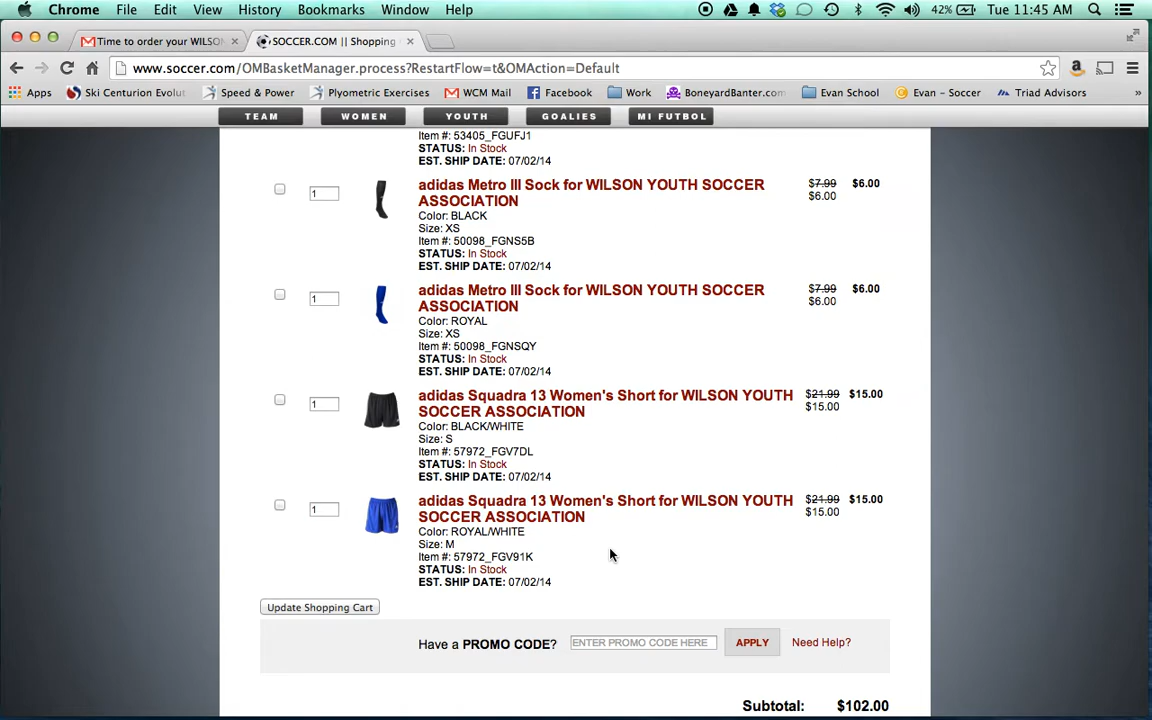 Chrome File Edit View History Bookmarks Window Help 42% Tue 11:45 AM
Time to order your WILSON SOCCER.COM || Shopping
www.soccer.com/OMBasketManager.process?RestartFlow=t&OMAction=Default
Apps Ski Centurion Evolut Speed & Power Plyometric Exercises WCM Mail Facebook Work BoneyardBanter.com Evan School Evan – Soccer Triad Advisors »
TEAM WOMEN YOUTH GOALIES MI FUTBOL
Item #: 53405_FGUFJ1
STATUS: In Stock
EST. SHIP DATE: 07/02/14
adidas Metro III Sock for WILSON YOUTH SOCCER $7.99 $6.00
ASSOCIATION $6.00
1
Color: BLACK
Size: XS
Item #: 50098_FGNS5B
STATUS: In Stock
EST. SHIP DATE: 07/02/14
adidas Metro III Sock for WILSON YOUTH SOCCER $7.99 $6.00
ASSOCIATION $6.00
1
Color: ROYAL
Size: XS
Item #: 50098_FGNSQY
STATUS: In Stock
EST. SHIP DATE: 07/02/14
adidas Squadra 13 Women's Short for WILSON YOUTH $21.99 $15.00
SOCCER ASSOCIATION $15.00
1
Color: BLACK/WHITE
Size: S
Item #: 57972_FGV7DL
STATUS: In Stock
EST. SHIP DATE: 07/02/14
adidas Squadra 13 Women's Short for WILSON YOUTH $21.99 $15.00
SOCCER ASSOCIATION $15.00
1
Color: ROYAL/WHITE
Size: M
Item #: 57972_FGV91K
STATUS: In Stock
EST. SHIP DATE: 07/02/14
Update Shopping Cart
Have a PROMO CODE? ENTER PROMO CODE HERE APPLY Need Help?
Subtotal: $102.00